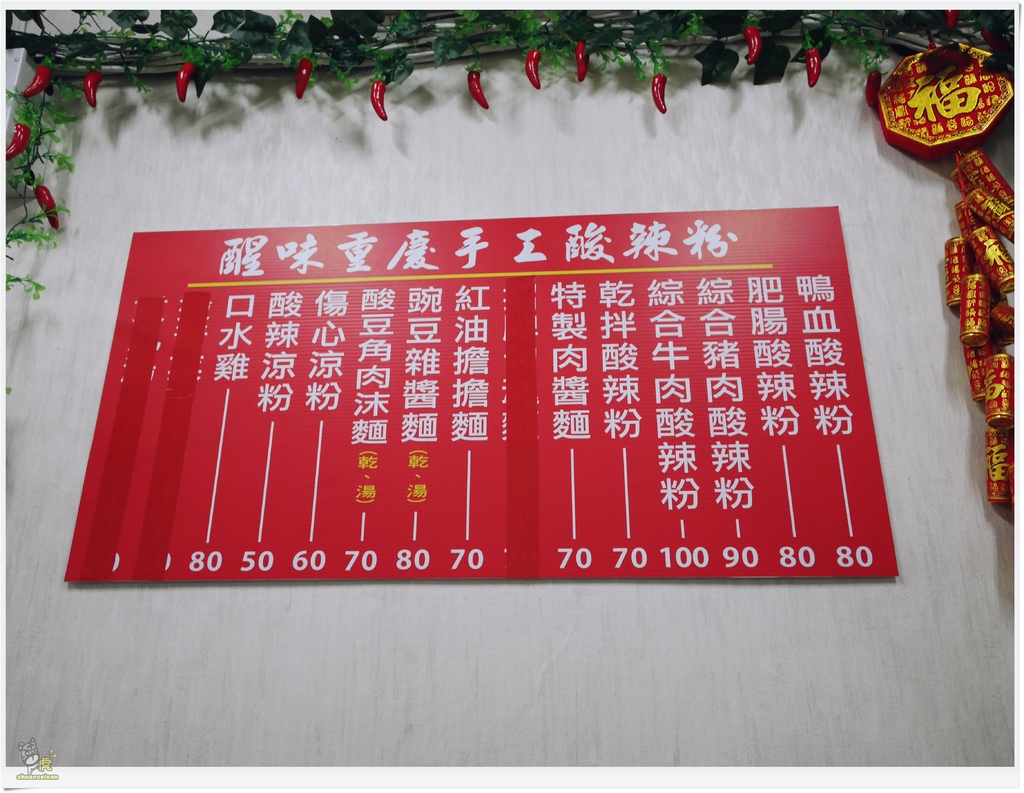 醒味重慶手工酸辣粉
鴨血酸辣粉 80
肥腸酸辣粉 80
綜合豬肉酸辣粉 90
綜合牛肉酸辣粉 100
乾拌酸辣粉 70
特製肉醬麵 70
紅油擔擔麵 70
豌豆雜醬麵(乾、湯) 80
酸豆角肉沫麵(乾、湯) 70
傷心涼粉 60
酸辣涼粉 50
口水雞 80
福
虎